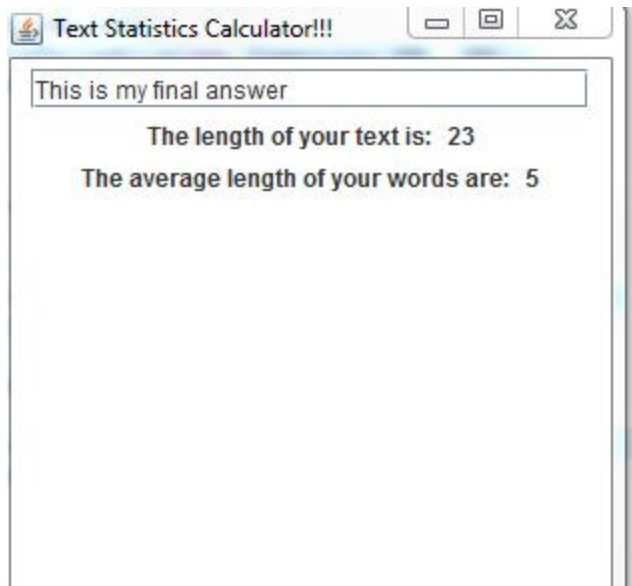 Text Statistics Calculator!!!
This is my final answer
The length of your text is: 23
The average length of your words are: 5